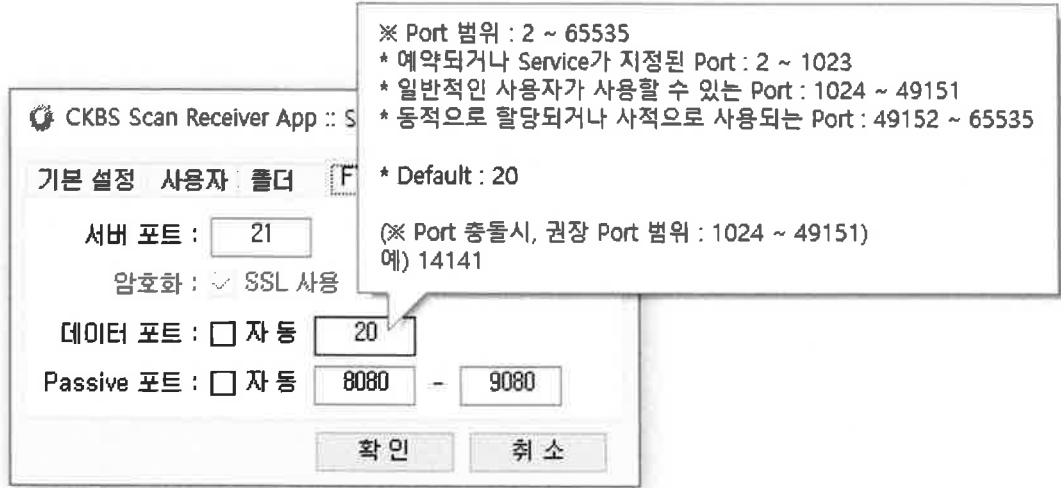 ※ Port 범위 : 2 ~ 65535
* 예약되거나 Service가 지정된 Port : 2 ~ 1023
* 일반적인 사용자가 사용할 수 있는 Port : 1024 ~ 49151
* 동적으로 할당되거나 사적으로 사용되는 Port : 49152 ~ 65535
* Default : 20
(※ Port 충돌시, 권장 Port 범위 : 1024 ~ 49151)
예) 14141
CKBS Scan Receiver App :: S
기본 설정 사용자 폴더 F
서버 포트 : 21
암호화 : SSL 사용
데이터 포트 : 자 동 20
Passive 포트 : 자 동 8080 - 9080
확 인 취 소